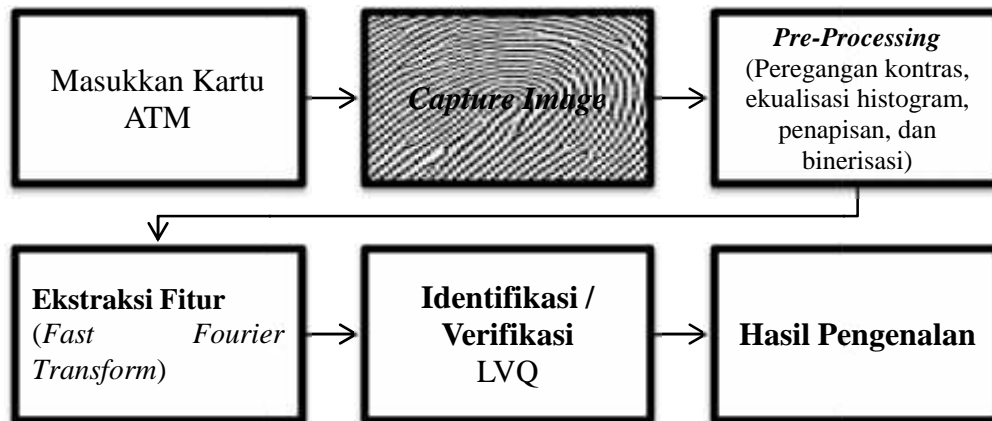 Masukkan Kartu
ATM
Capture Image
Pre-Processing
(Peregangan kontras,
ekualisasi histogram,
penapisan, dan
binerisasi)
Ekstraksi Fitur
(Fast Fourier
Transform)
Identifikasi /
Verifikasi
LVQ
Hasil Pengenalan